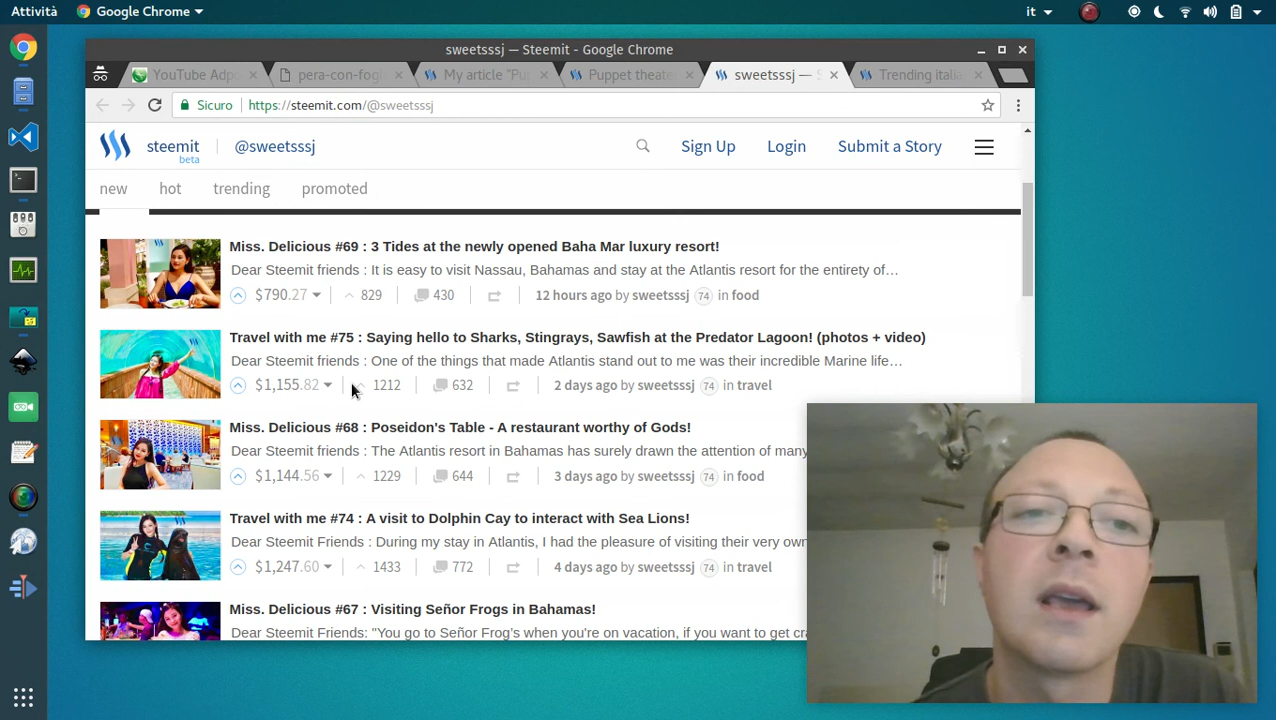 Attività Google Chrome it
sweetsssj — Steemit - Google Chrome
YouTube Adpo pera-con-fogl My article "Pu Puppet theate sweetsssj — S Trending itali
Sicuro https://steemit.com/@sweetsssj
steemit beta @sweetsssj Sign Up Login Submit a Story
new hot trending promoted
Miss. Delicious #69 : 3 Tides at the newly opened Baha Mar luxury resort!
Dear Steemit friends : It is easy to visit Nassau, Bahamas and stay at the Atlantis resort for the entirety of…
$790.27 829 430 12 hours ago by sweetsssj 74 in food
Travel with me #75 : Saying hello to Sharks, Stingrays, Sawfish at the Predator Lagoon! (photos + video)
Dear Steemit friends : One of the things that made Atlantis stand out to me was their incredible Marine life…
$1,155.82 1212 632 2 days ago by sweetsssj 74 in travel
Miss. Delicious #68 : Poseidon's Table - A restaurant worthy of Gods!
Dear Steemit friends : The Atlantis resort in Bahamas has surely drawn the attention of many
$1,144.56 1229 644 3 days ago by sweetsssj 74 in food
Travel with me #74 : A visit to Dolphin Cay to interact with Sea Lions!
Dear Steemit Friends : During my stay in Atlantis, I had the pleasure of visiting their very own
$1,247.60 1433 772 4 days ago by sweetsssj 74 in travel
Miss. Delicious #67 : Visiting Señor Frogs in Bahamas!
Dear Steemit Friends: "You go to Señor Frog's when you're on vacation, if you want to get cra